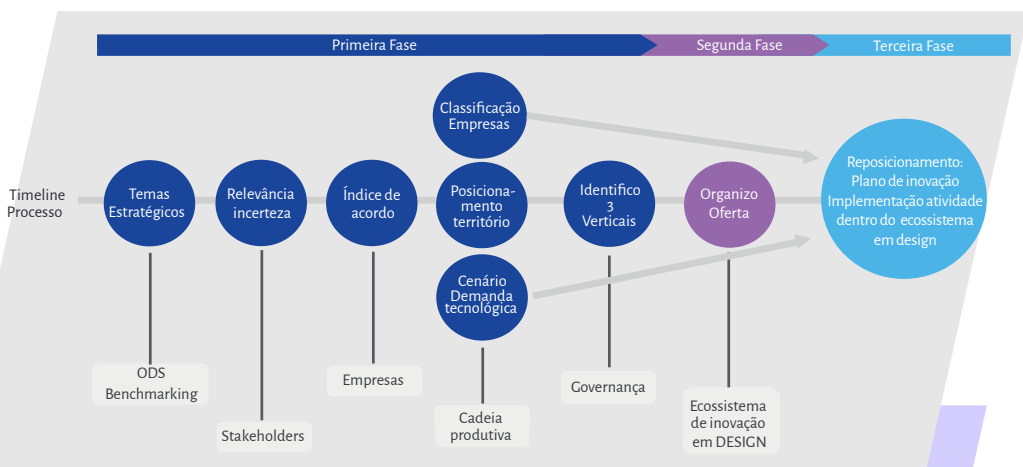 Primeira Fase
Segunda Fase
Terceira Fase
Classificação
Empresas
Timeline
Processo
Temas
Estratégicos
Relevância
incerteza
Índice de
acordo
Posiciona-
mento
território
Identifico
3
Verticais
Organizo
Oferta
Reposicionamento:
Plano de inovação
Implementação atividade
dentro do ecossistema
em design
Cenário
Demanda
tecnológica
ODS
Benchmarking
Stakeholders
Empresas
Cadeia
produtiva
Governança
Ecossistema
de inovação
em DESIGN